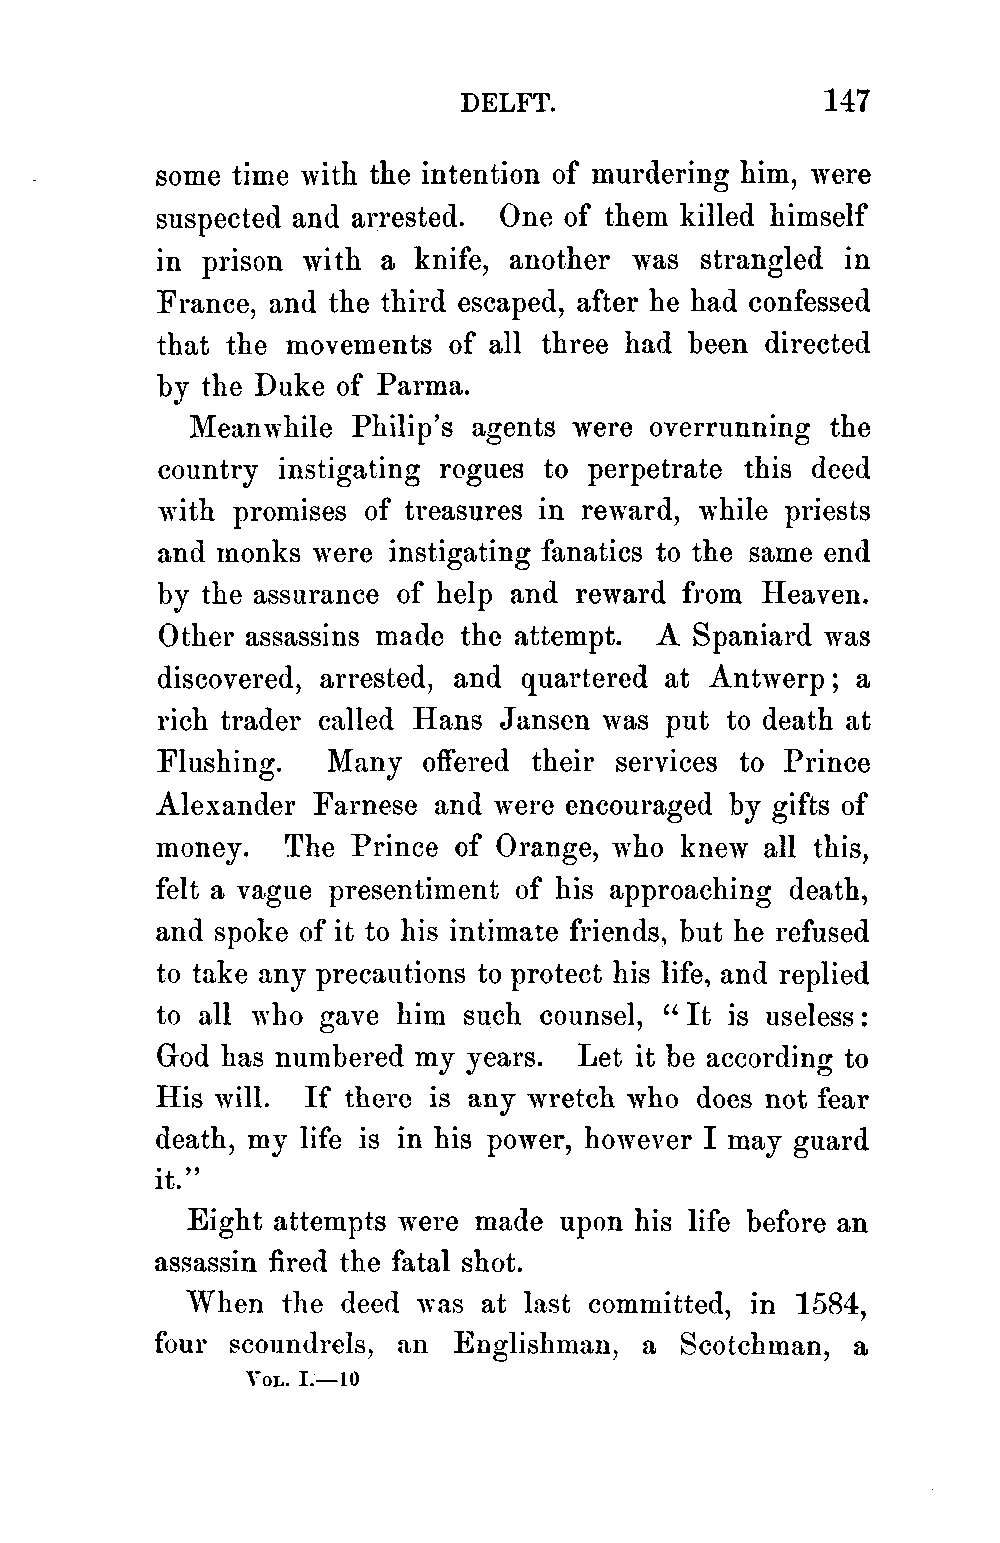 DELFT. 147
some time with the intention of murdering him, were
suspected and arrested. One of them killed himself
in prison with a knife, another was strangled in
France, and the third escaped, after he had confessed
that the movements of all three had been directed
by the Duke of Parma.
Meanwhile Philip's agents were overrunning the
country instigating rogues to perpetrate this deed
with promises of treasures in reward, while priests
and monks were instigating fanatics to the same end
by the assurance of help and reward from Heaven.
Other assassins made the attempt. A Spaniard was
discovered, arrested, and quartered at Antwerp; a
rich trader called Hans Jansen was put to death at
Flushing. Many offered their services to Prince
Alexander Farnese and were encouraged by gifts of
money. The Prince of Orange, who knew all this,
felt a vague presentiment of his approaching death,
and spoke of it to his intimate friends, but he refused
to take any precautions to protect his life, and replied
to all who gave him such counsel, "It is useless:
God has numbered my years. Let it be according to
His will. If there is any wretch who does not fear
death, my life is in his power, however I may guard
it."
Eight attempts were made upon his life before an
assassin fired the fatal shot.
When the deed was at last committed, in 1584,
four scoundrels, an Englishman, a Scotchman, a
VOL. I.—10